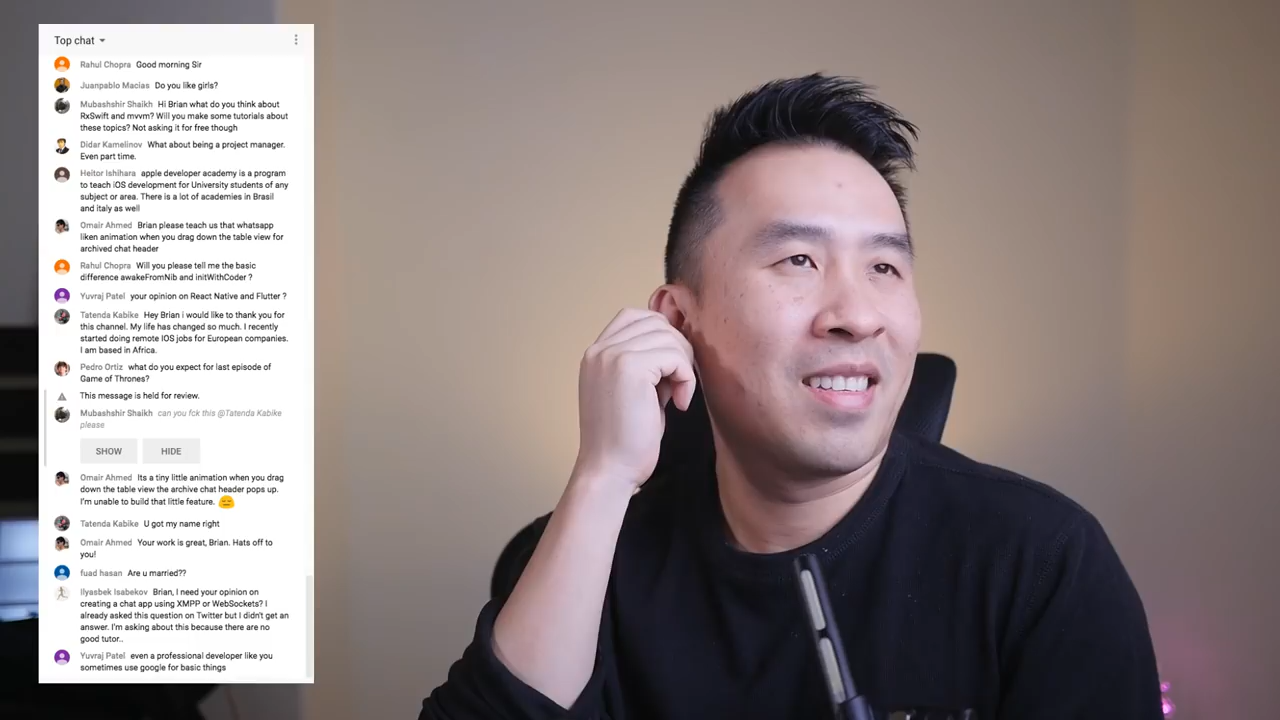 Top chat
Rahul Chopra Good morning Sir
Juanpablo Macias Do you like girls?
Mubashshir Shaikh Hi Brian what do you think about
RxSwift and mvvm? Will you make some tutorials about
these topics? Not asking it for free though
Didar Kamelinov What about being a project manager.
Even part time.
Heitor Ishihara apple developer academy is a program
to teach iOS development for University students of any
subject or area. There is a lot of academies in Brasil
and italy as well
Omair Ahmed Brian please teach us that whatsapp
liken animation when you drag down the table view for
archived chat header
Rahul Chopra Will you please tell me the basic
difference awakeFromNib and initWithCoder ?
Yuvraj Patel your opinion on React Native and Flutter ?
Tatenda Kabike Hey Brian i would like to thank you for
this channel. My life has changed so much. I recently
started doing remote IOS jobs for European companies.
I am based in Africa.
Pedro Ortiz what do you expect for last episode of
Game of Thrones?
This message is held for review.
Mubashshir Shaikh can you fck this @Tatenda Kabike
please
SHOW HIDE
Omair Ahmed Its a tiny little animation when you drag
down the table view the archive chat header pops up.
I'm unable to build that little feature.
Tatenda Kabike U got my name right
Omair Ahmed Your work is great, Brian. Hats off to
you!
fuad hasan Are u married??
Ilyasbek Isabekov Brian, I need your opinion on
creating a chat app using XMPP or WebSockets? I
already asked this question on Twitter but I didn't get an
answer. I'm asking about this because there are no
good tutor..
Yuvraj Patel even a professional developer like you
sometimes use google for basic things